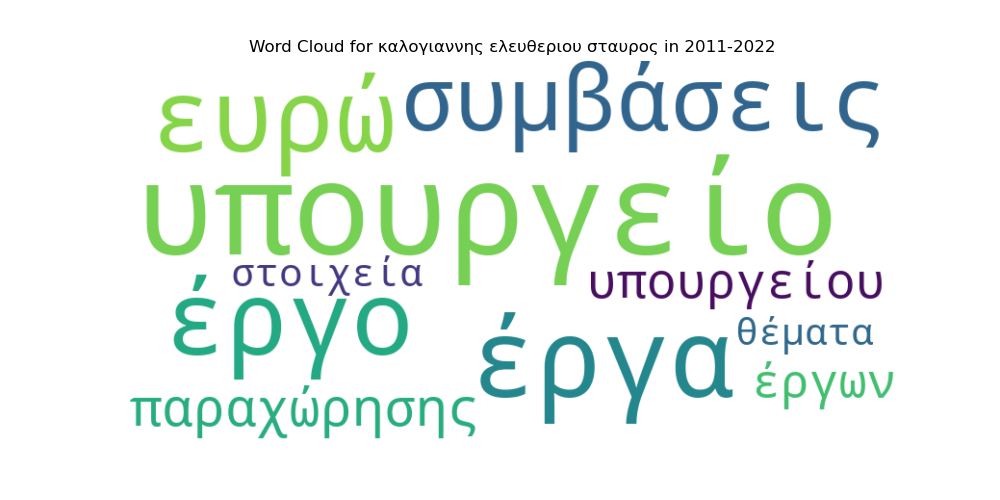 Word Cloud for καλογιαννης ελευθεριου σταυρος in 2011-2022
ευρώ συμβάσεις
υπουργείο
στοιχεία υπουργείου
έργο έργα θέματα
παραχώρησης έργων